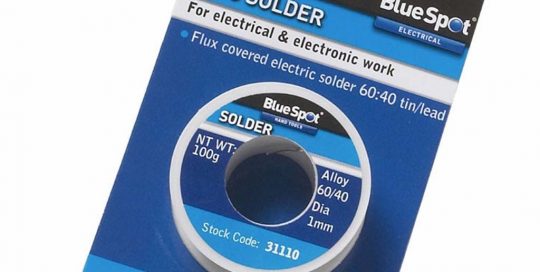 SOLDER
BlueSpot®
ELECTRICAL
For electrical & electronic work
• Flux covered electric solder 60:40 tin/lead
BlueSpot®
HAND TOOLS
SOLDER
NT WT:
100g
Alloy
60/40
Dia
1mm
Stock Code: 31110